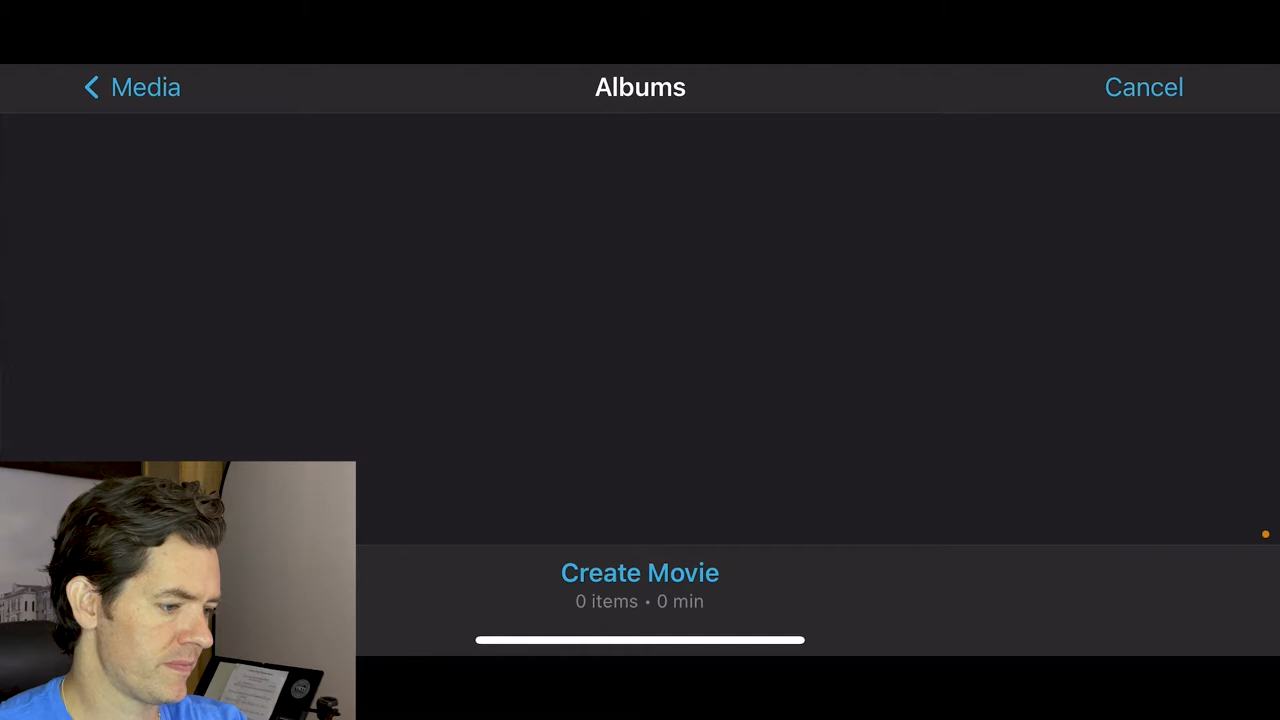 Media
Albums
Cancel
Create Movie
0 items • 0 min